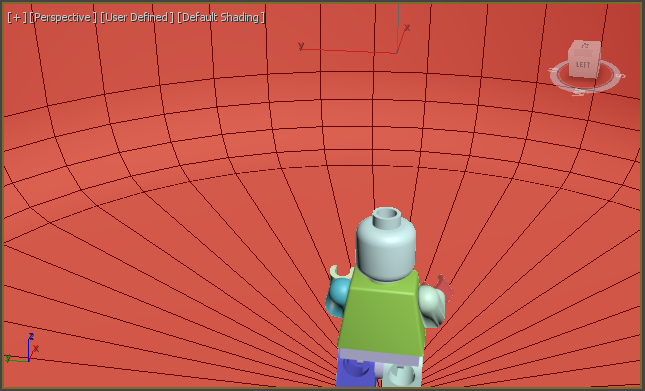 [+] [Perspective] [User Defined] [Default Shading]
y
x
LEFT
z
x
y